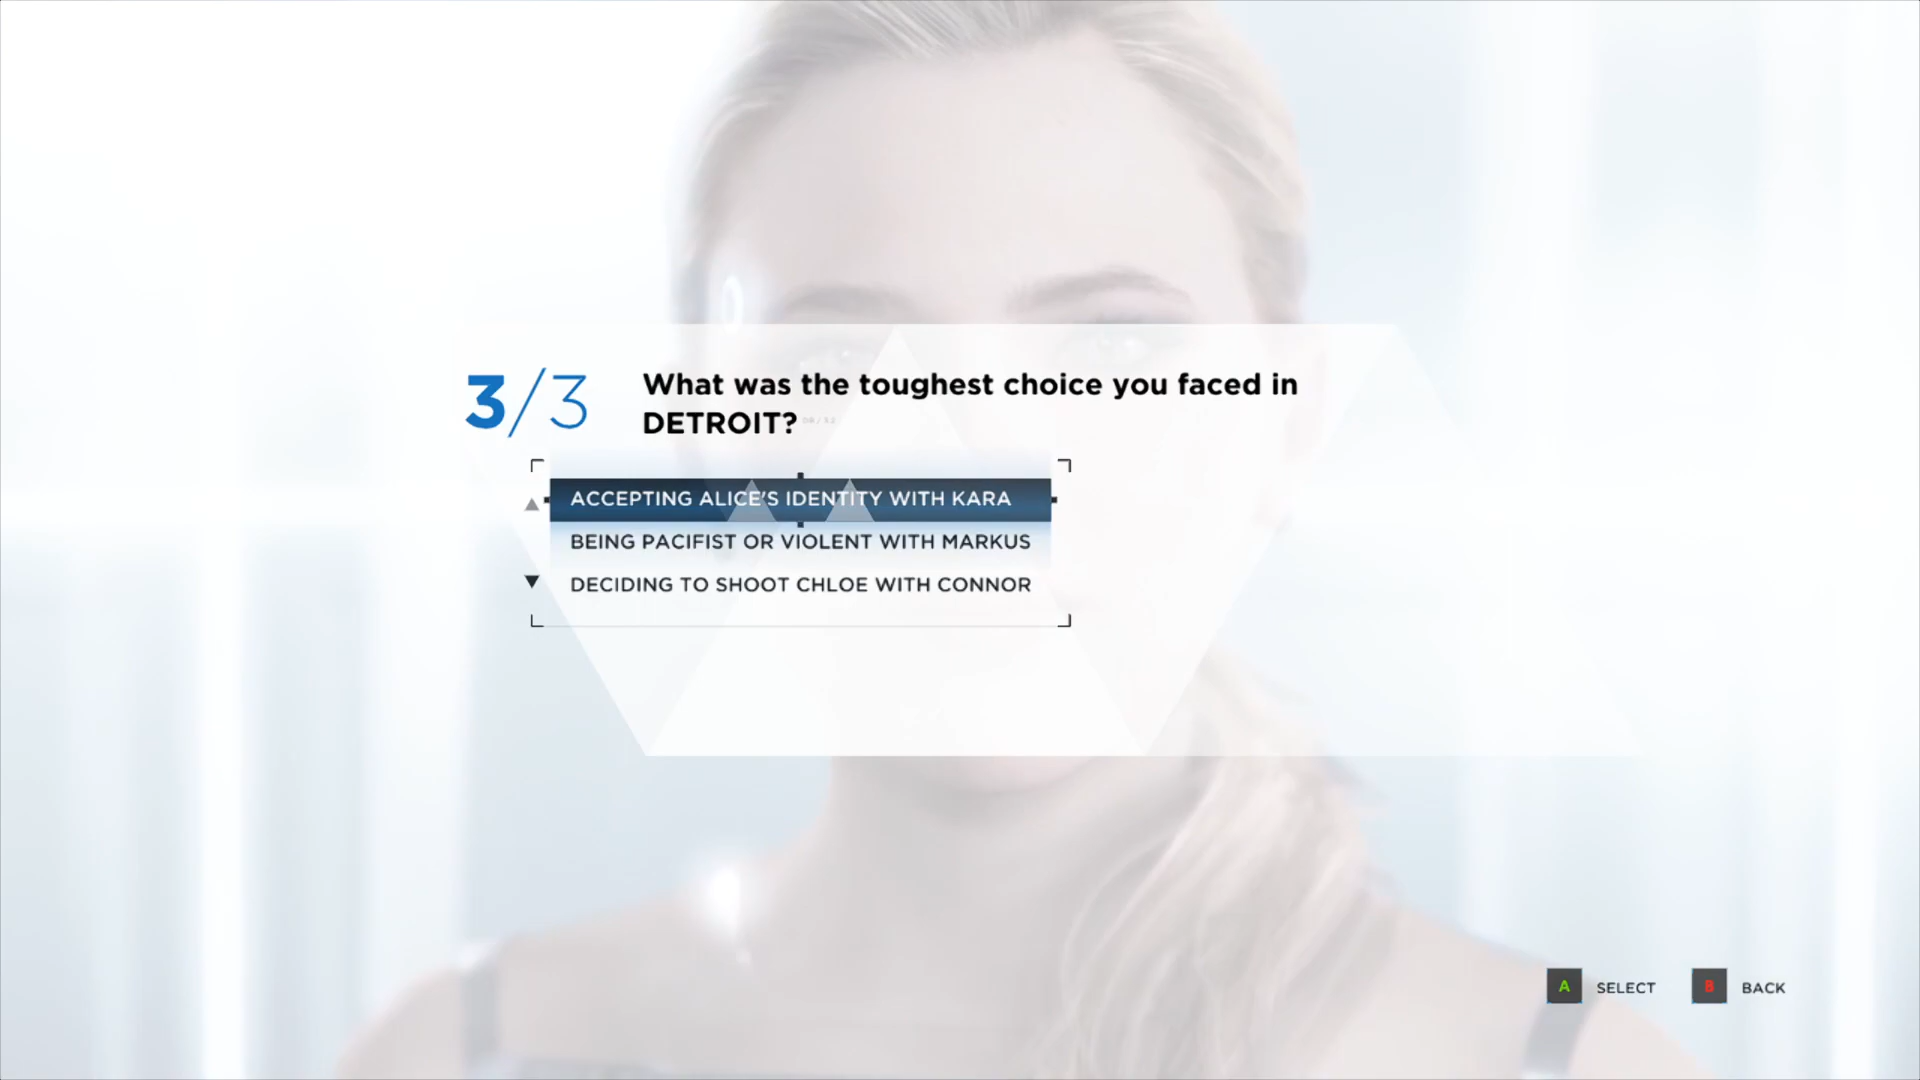 3/3
What was the toughest choice you faced in
DETROIT?
ACCEPTING ALICE'S IDENTITY WITH KARA
BEING PACIFIST OR VIOLENT WITH MARKUS
DECIDING TO SHOOT CHLOE WITH CONNOR
A SELECT B BACK